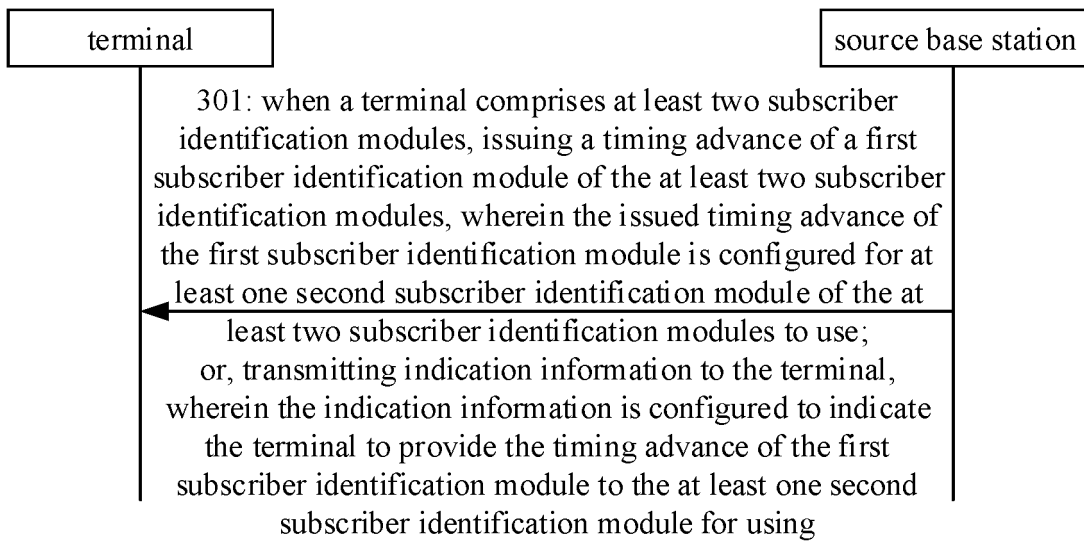 terminal
source base station
301: when a terminal comprises at least two subscriber
identification modules, issuing a timing advance of a first
subscriber identification module of the at least two subscriber
identification modules, wherein the issued timing advance of
the first subscriber identification module is configured for at
least one second subscriber identification module of the at
least two subscriber identification modules to use;
or, transmitting indication information to the terminal,
wherein the indication information is configured to indicate
the terminal to provide the timing advance of the first
subscriber identification module to the at least one second
subscriber identification module for using